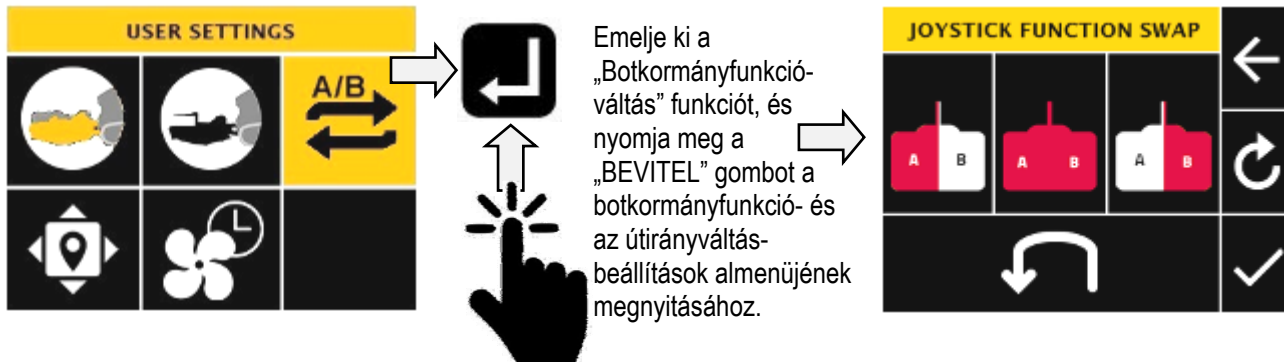 USER SETTINGS
A/B
Emelje ki a
„Botkormányfunkció-
váltás” funkciót, és
nyomja meg a
„BEVITEL” gombot a
botkormányfunkció- és
az útirányváltás-
beállítások almenüjének
megnyitásához.
JOYSTICK FUNCTION SWAP
A B
A B
A B